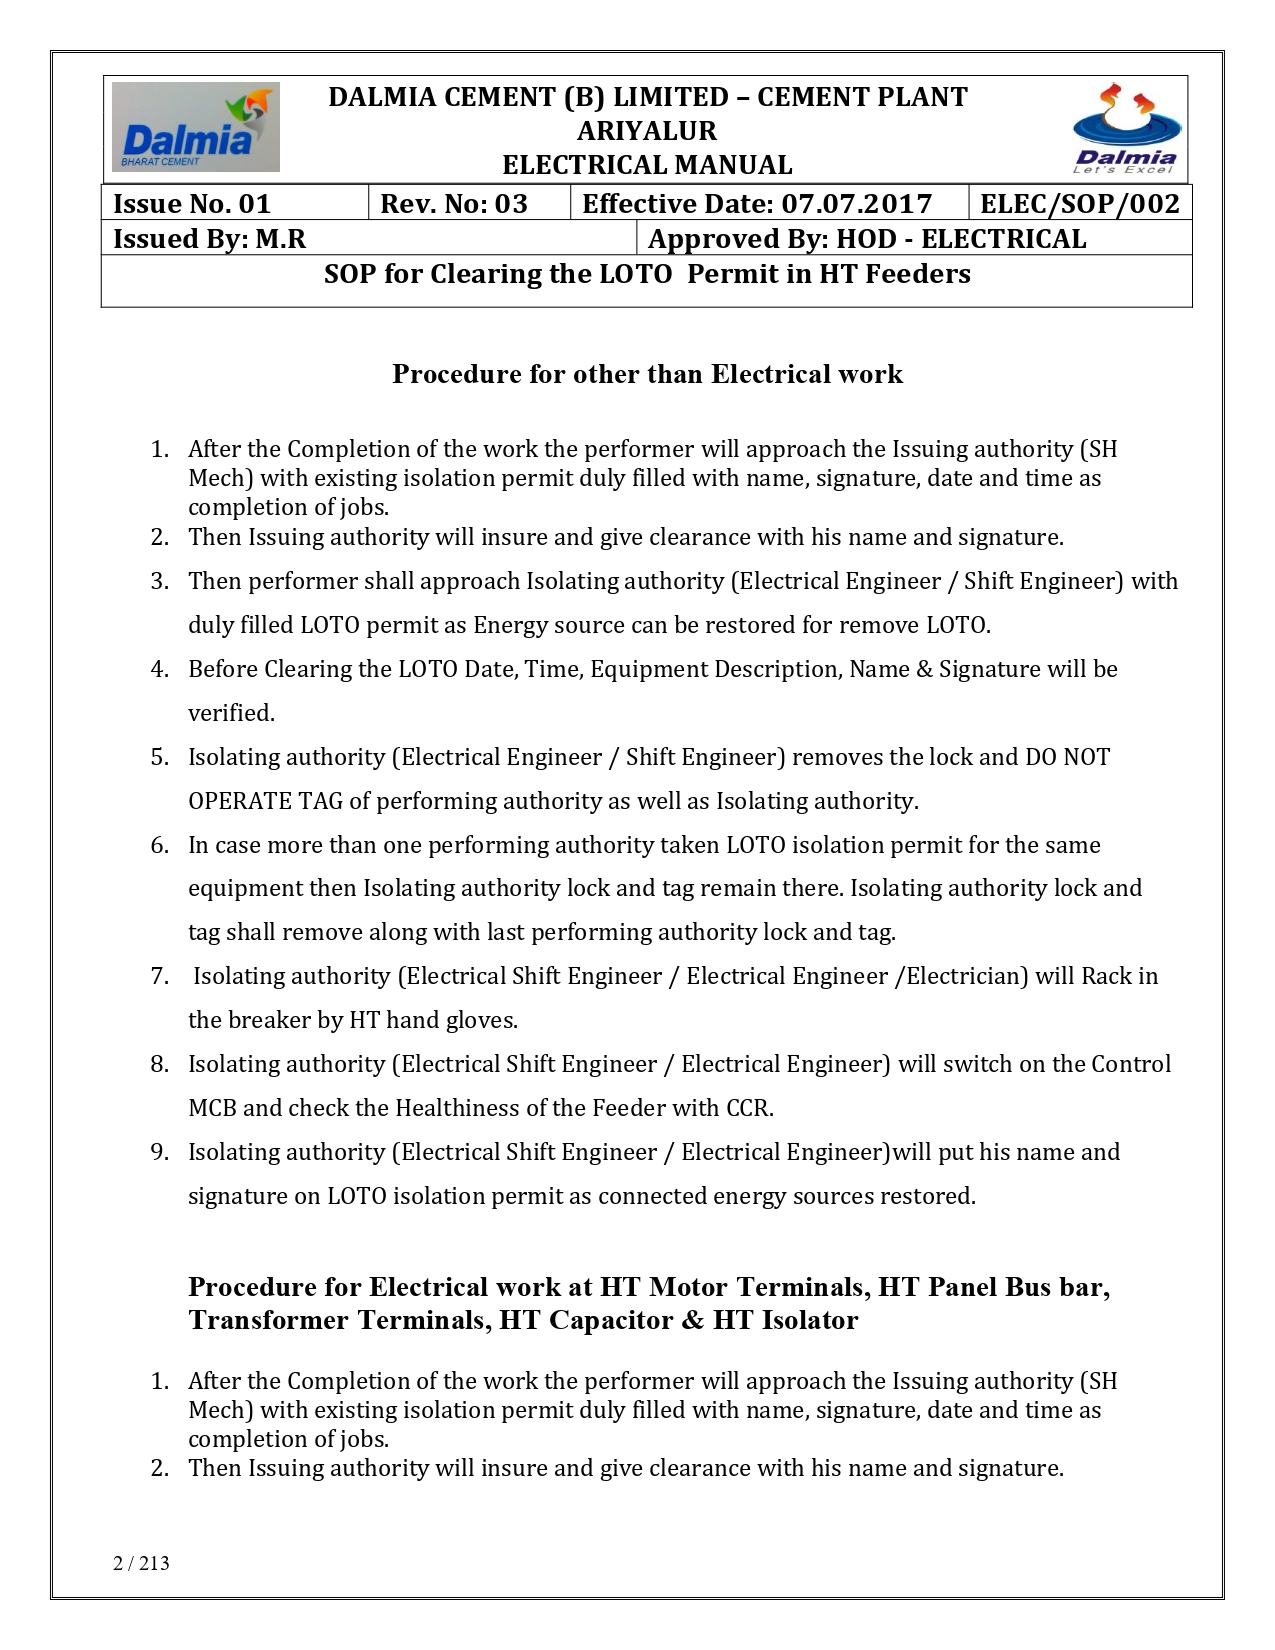 Dalmia
BHARAT CEMENT
DALMIA CEMENT (B) LIMITED – CEMENT PLANT
ARIYALUR
ELECTRICAL MANUAL
Dalmia
Let's Excel
Issue No. 01 Rev. No: 03 Effective Date: 07.07.2017 ELEC/SOP/002
Issued By: M.R Approved By: HOD - ELECTRICAL
SOP for Clearing the LOTO Permit in HT Feeders
Procedure for other than Electrical work
1. After the Completion of the work the performer will approach the Issuing authority (SH
Mech) with existing isolation permit duly filled with name, signature, date and time as
completion of jobs.
2. Then Issuing authority will insure and give clearance with his name and signature.
3. Then performer shall approach Isolating authority (Electrical Engineer / Shift Engineer) with
duly filled LOTO permit as Energy source can be restored for remove LOTO.
4. Before Clearing the LOTO Date, Time, Equipment Description, Name & Signature will be
verified.
5. Isolating authority (Electrical Engineer / Shift Engineer) removes the lock and DO NOT
OPERATE TAG of performing authority as well as Isolating authority.
6. In case more than one performing authority taken LOTO isolation permit for the same
equipment then Isolating authority lock and tag remain there. Isolating authority lock and
tag shall remove along with last performing authority lock and tag.
7. Isolating authority (Electrical Shift Engineer / Electrical Engineer /Electrician) will Rack in
the breaker by HT hand gloves.
8. Isolating authority (Electrical Shift Engineer / Electrical Engineer) will switch on the Control
MCB and check the Healthiness of the Feeder with CCR.
9. Isolating authority (Electrical Shift Engineer / Electrical Engineer)will put his name and
signature on LOTO isolation permit as connected energy sources restored.
Procedure for Electrical work at HT Motor Terminals, HT Panel Bus bar,
Transformer Terminals, HT Capacitor & HT Isolator
1. After the Completion of the work the performer will approach the Issuing authority (SH
Mech) with existing isolation permit duly filled with name, signature, date and time as
completion of jobs.
2. Then Issuing authority will insure and give clearance with his name and signature.
2 / 213